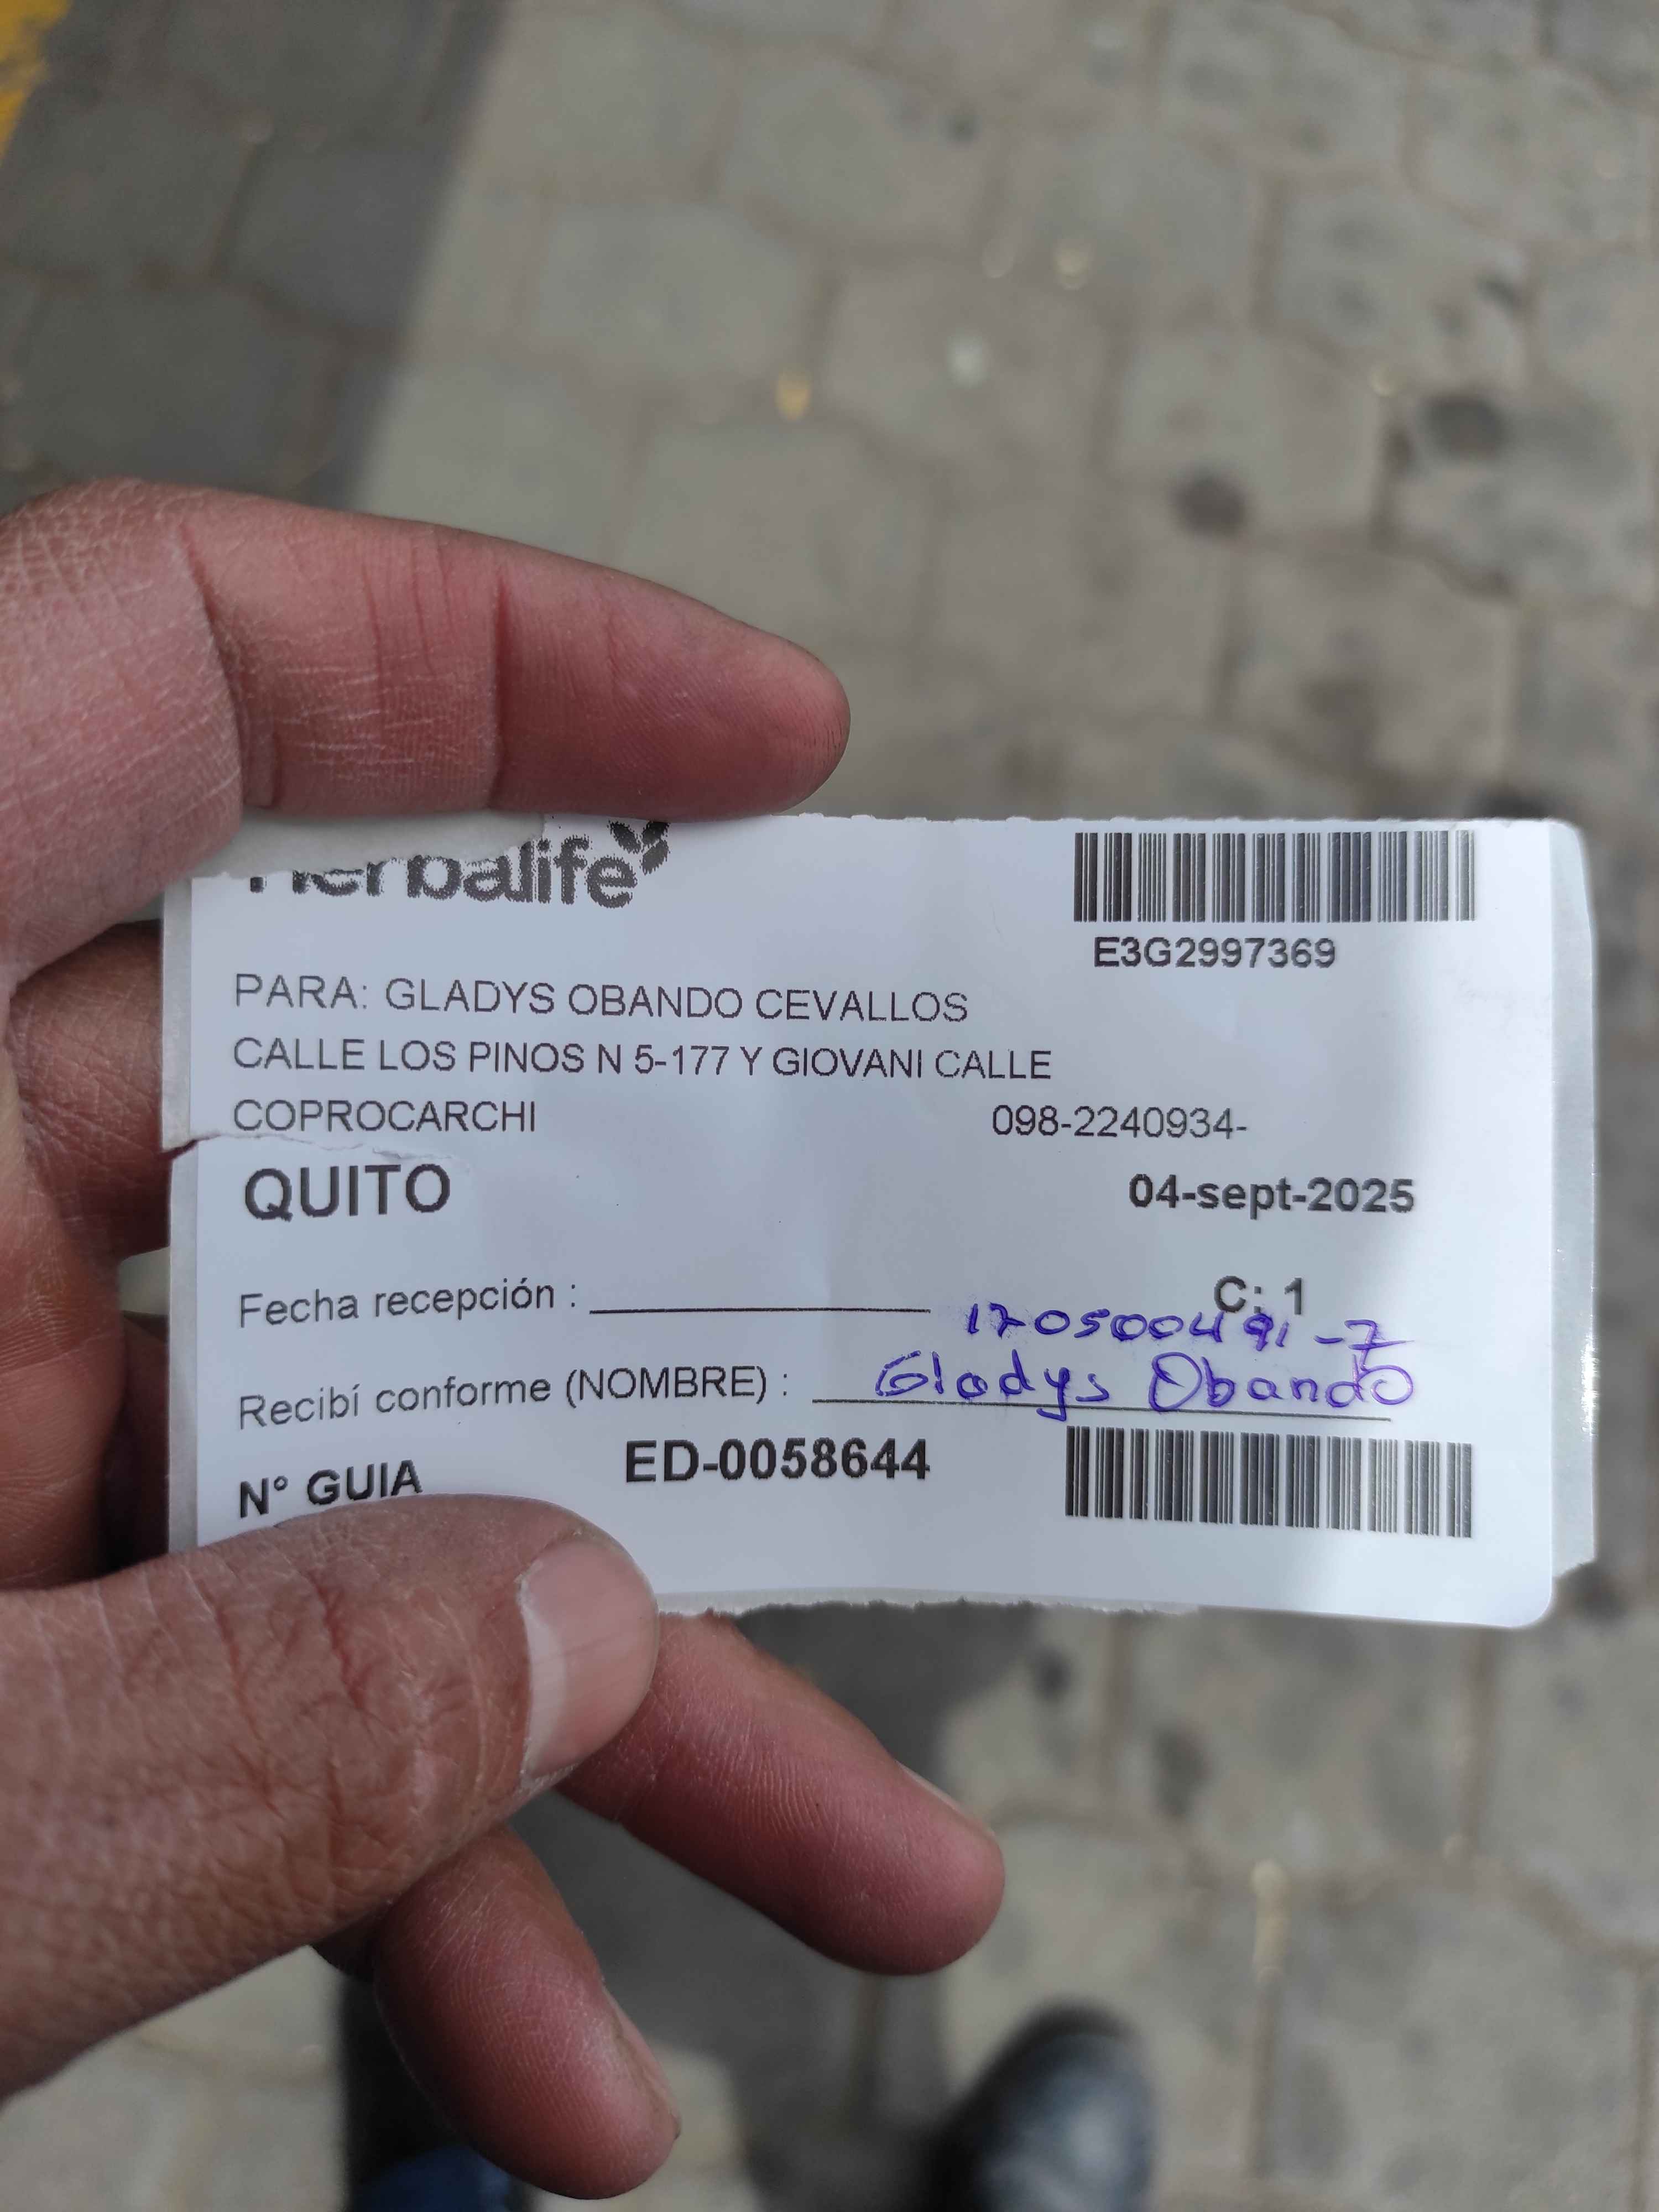 Herbalife
E3G2997369
PARA: GLADYS OBANDO CEVALLOS
CALLE LOS PINOS N 5-177 Y GIOVANI CALLE
COPROCARCHI 098-2240934-
QUITO 04-sept-2025
Fecha recepción : C: 1
170500491-7
Recibí conforme (NOMBRE) : Gladys Obando
N° GUIA ED-0058644